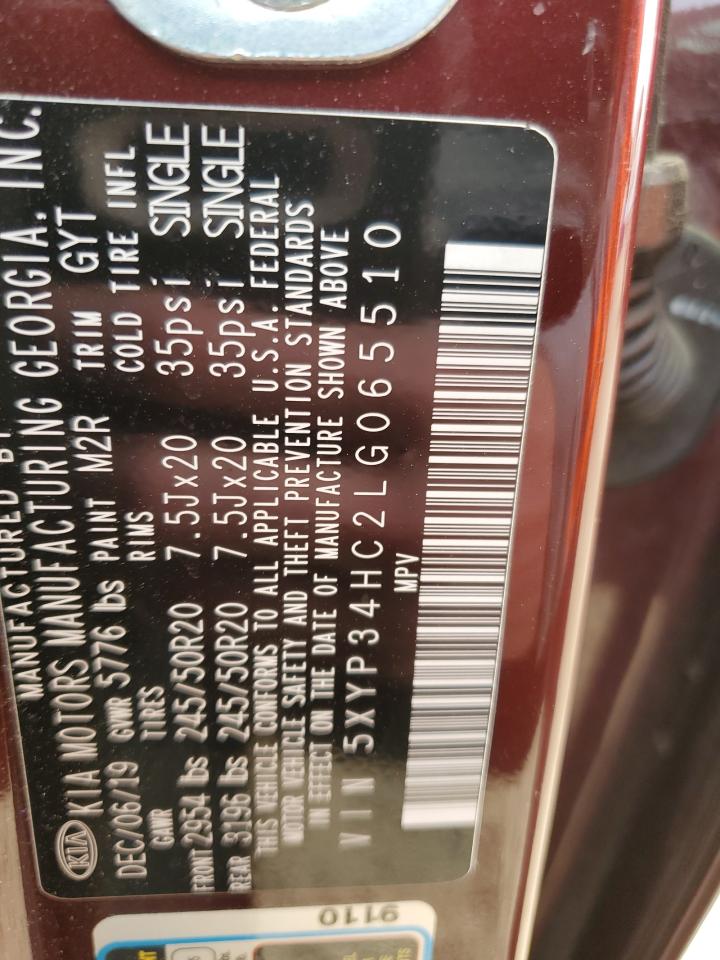 MANUFACTURED BY
KIA KIA MOTORS MANUFACTURING GEORGIA, INC.
DEC/06/19 GVWR 5776 lbs PAINT M2R TRIM GYT
GAWR TIRES RIMS COLD TIRE INFL
FRONT 2954 lbs 245/50R20 7.5Jx20 35psi SINGLE
REAR 3196 lbs 245/50R20 7.5Jx20 35psi SINGLE
THIS VEHICLE CONFORMS TO ALL APPLICABLE U.S.A. FEDERAL
MOTOR VEHICLE SAFETY AND THEFT PREVENTION STANDARDS
IN EFFECT ON THE DATE OF MANUFACTURE SHOWN ABOVE
VIN 5XYP34HC2LG065510
MPV
9110